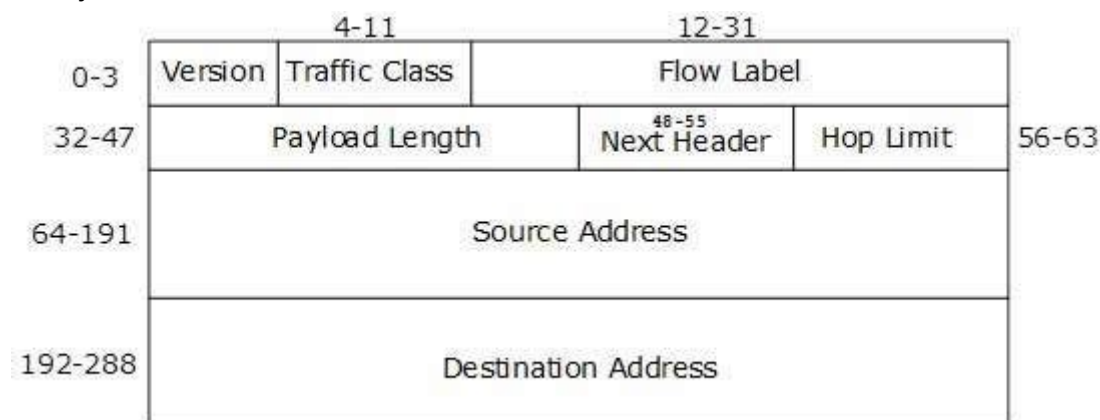 4-11 12-31
0-3 Version Traffic Class Flow Label
32-47 Payload Length 48-55 Next Header Hop Limit 56-63
64-191 Source Address
192-288 Destination Address